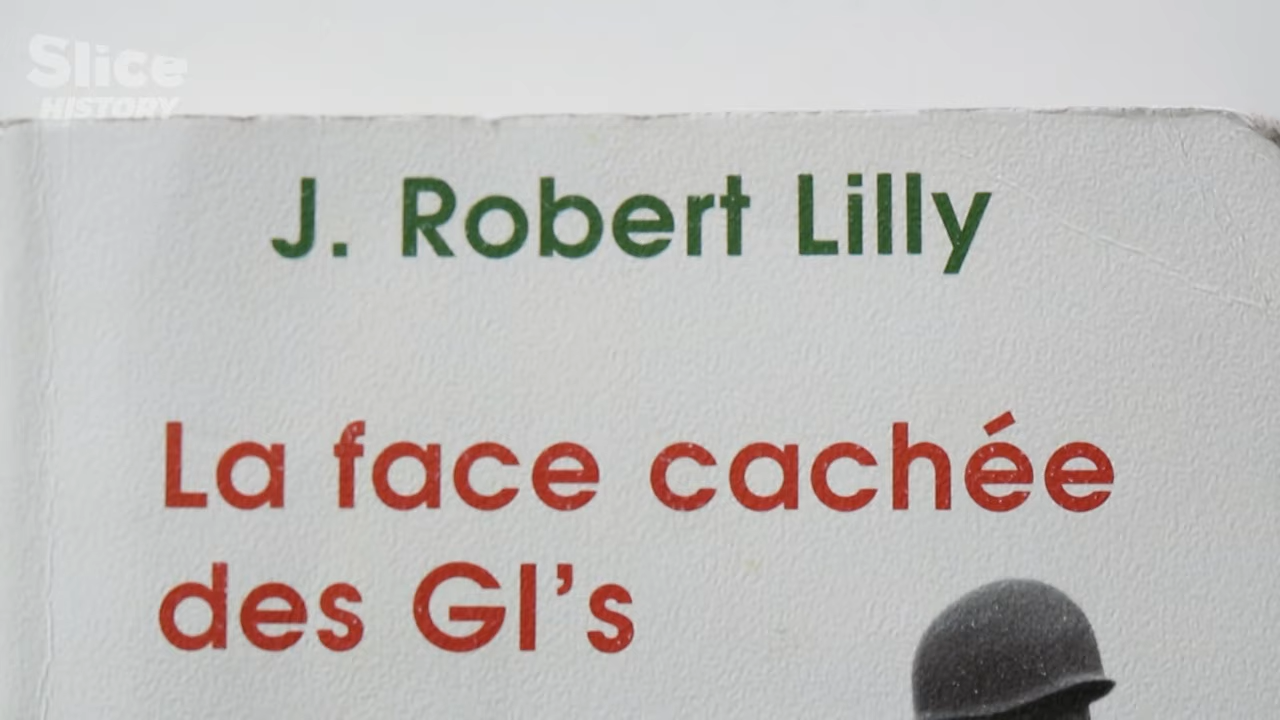 Slice
HISTORY
J. Robert Lilly
La face cachée
des GI’s